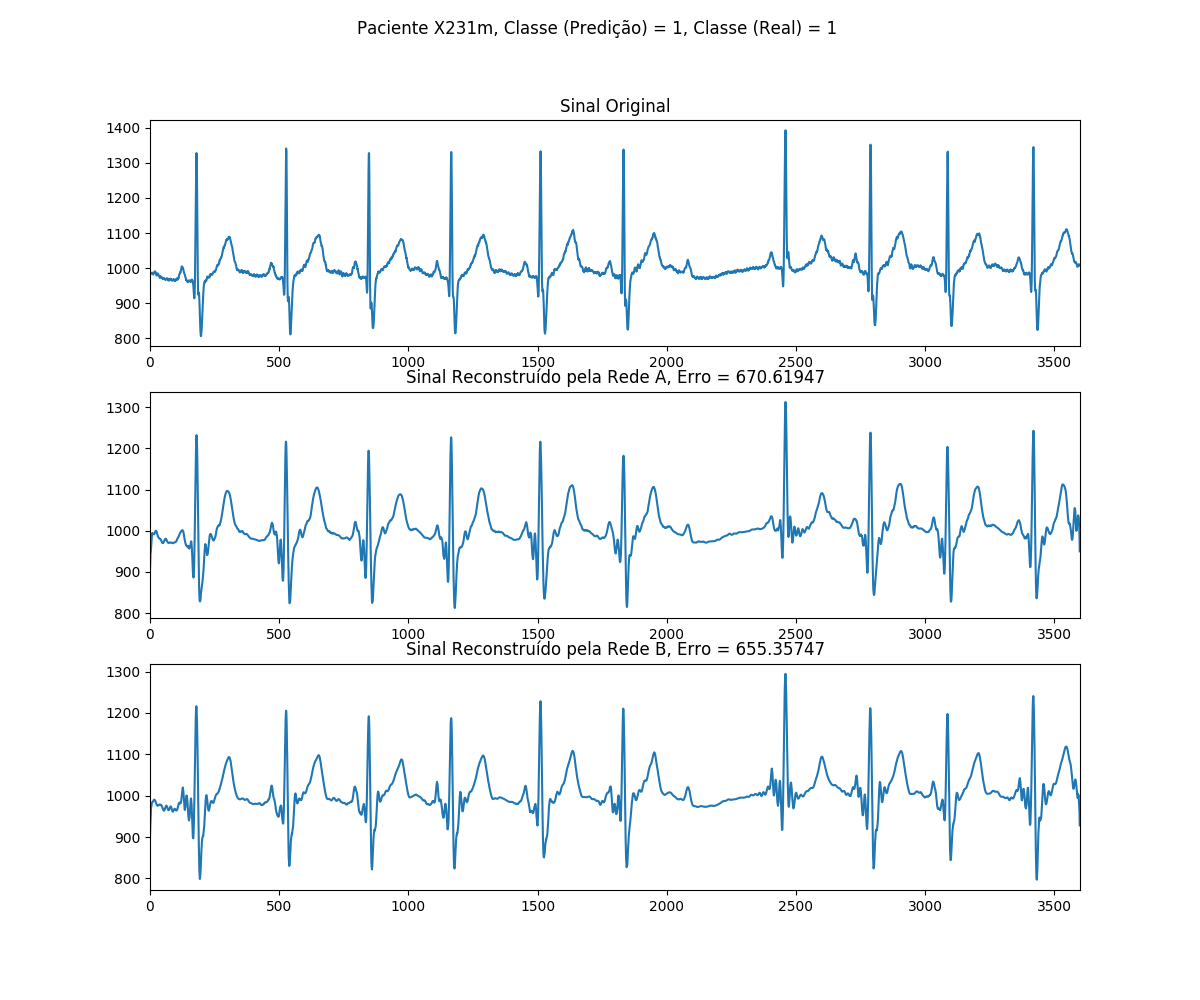 Paciente X231m, Classe (Predição) = 1, Classe (Real) = 1
Sinal Original
1400
1300
1200
1100
1000
900
800
0 500 1000 1500 2000 2500 3000 3500
Sinal Reconstruído pela Rede A, Erro = 670.61947
1300
1200
1100
1000
900
800
0 500 1000 1500 2000 2500 3000 3500
Sinal Reconstruído pela Rede B, Erro = 655.35747
1300
1200
1100
1000
900
800
0 500 1000 1500 2000 2500 3000 3500